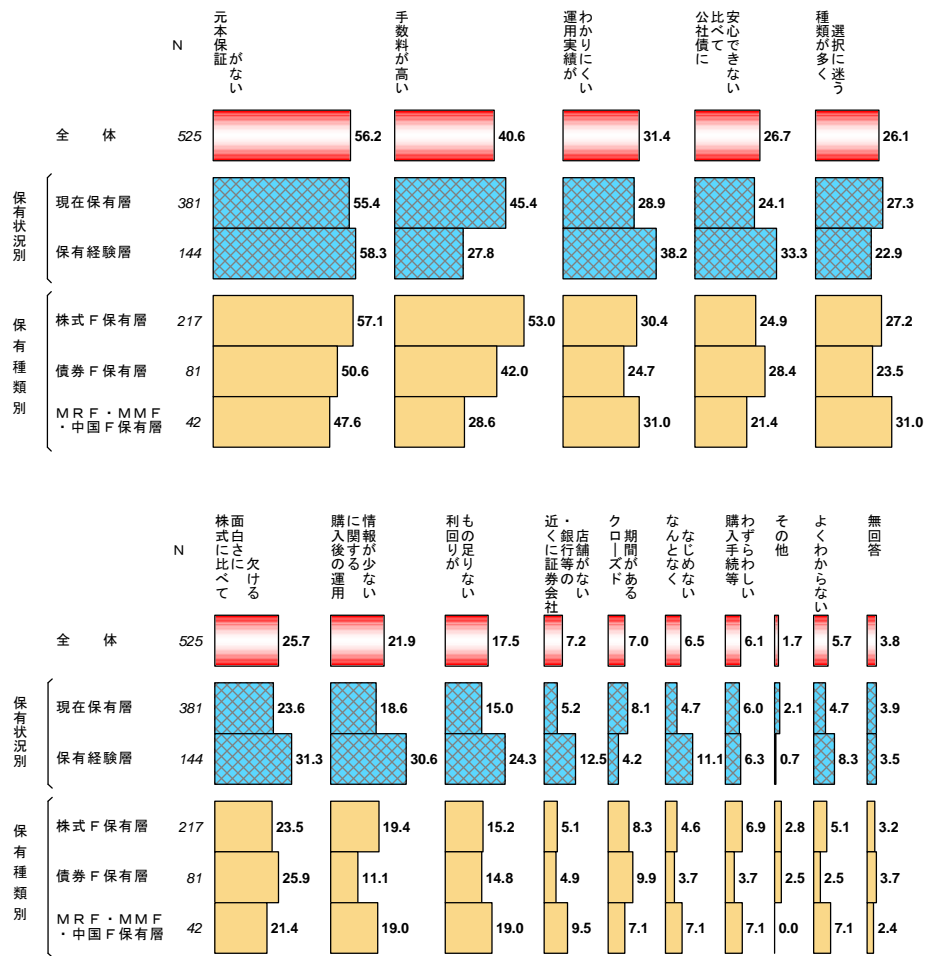 N
元本保証
がない
手数料が高い
運用実績が
わかりにくい
公社債に
比べて
安心できない
種類が多く
選択に迷う
全 体 525 56.2 40.6 31.4 26.7 26.1
保有状況別
現在保有層 381 55.4 45.4 28.9 24.1 27.3
保有経験層 144 58.3 27.8 38.2 33.3 22.9
保有種類別
株式F保有層 217 57.1 53.0 30.4 24.9 27.2
債券F保有層 81 50.6 42.0 24.7 28.4 23.5
MRF・MMF
・中国F保有層 42 47.6 28.6 31.0 21.4 31.0
N
株式に比べて
面白さに
欠ける
購入後の運用
に関する
情報が少ない
利回りが
もの足りない
近くに証券会社
・銀行等の
店舗がない
クローズド
期間がある
なんとなく
なじめない
購入手続等
わずらわしい
その他
よくわからない
無回答
全 体 525 25.7 21.9 17.5 7.2 7.0 6.5 6.1 1.7 5.7 3.8
保有状況別
現在保有層 381 23.6 18.6 15.0 5.2 8.1 4.7 6.0 2.1 4.7 3.9
保有経験層 144 31.3 30.6 24.3 12.5 4.2 11.1 6.3 0.7 8.3 3.5
保有種類別
株式F保有層 217 23.5 19.4 15.2 5.1 8.3 4.6 6.9 2.8 5.1 3.2
債券F保有層 81 25.9 11.1 14.8 4.9 9.9 3.7 3.7 2.5 2.5 3.7
MRF・MMF
・中国F保有層 42 21.4 19.0 19.0 9.5 7.1 7.1 7.1 0.0 7.1 2.4